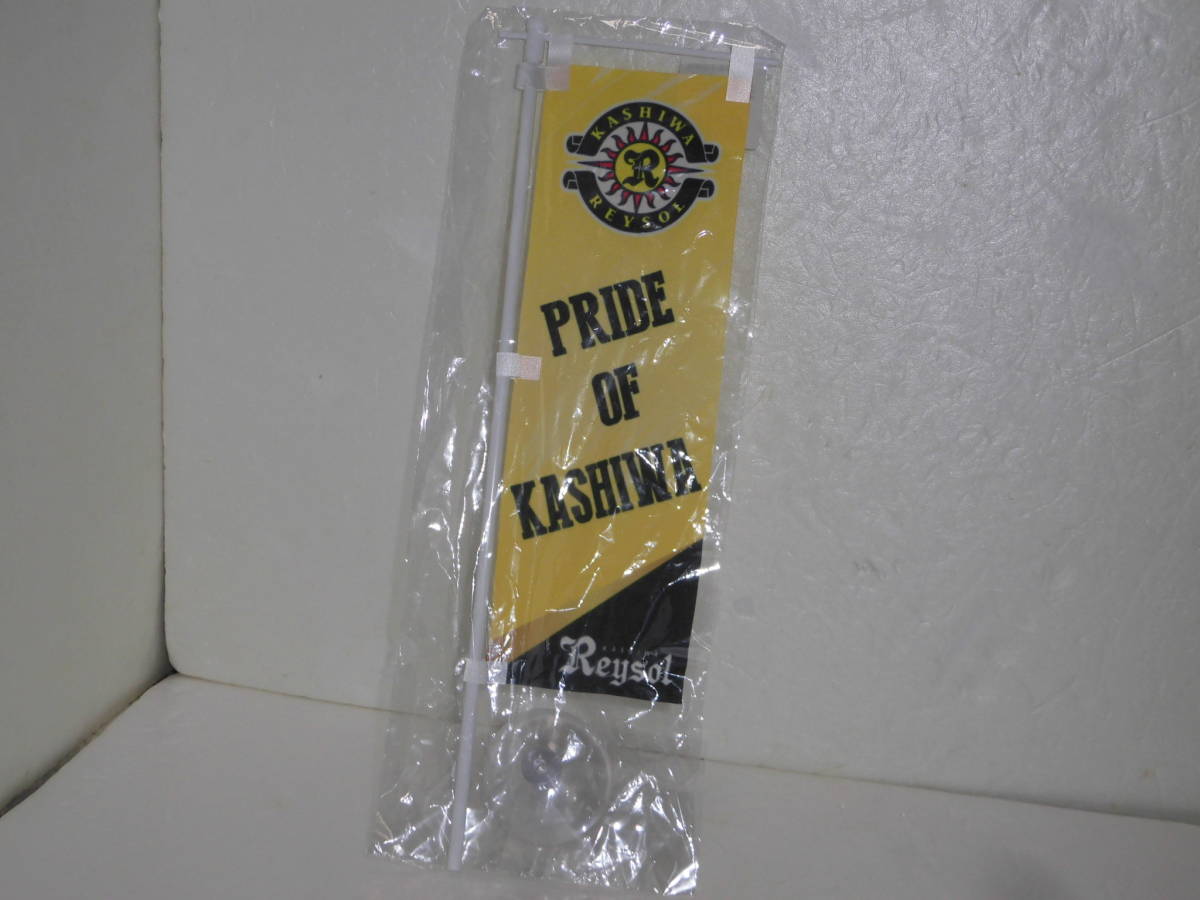 KASHIWA
R
REYSOL
PRIDE
OF
KASHIWA
Reysol